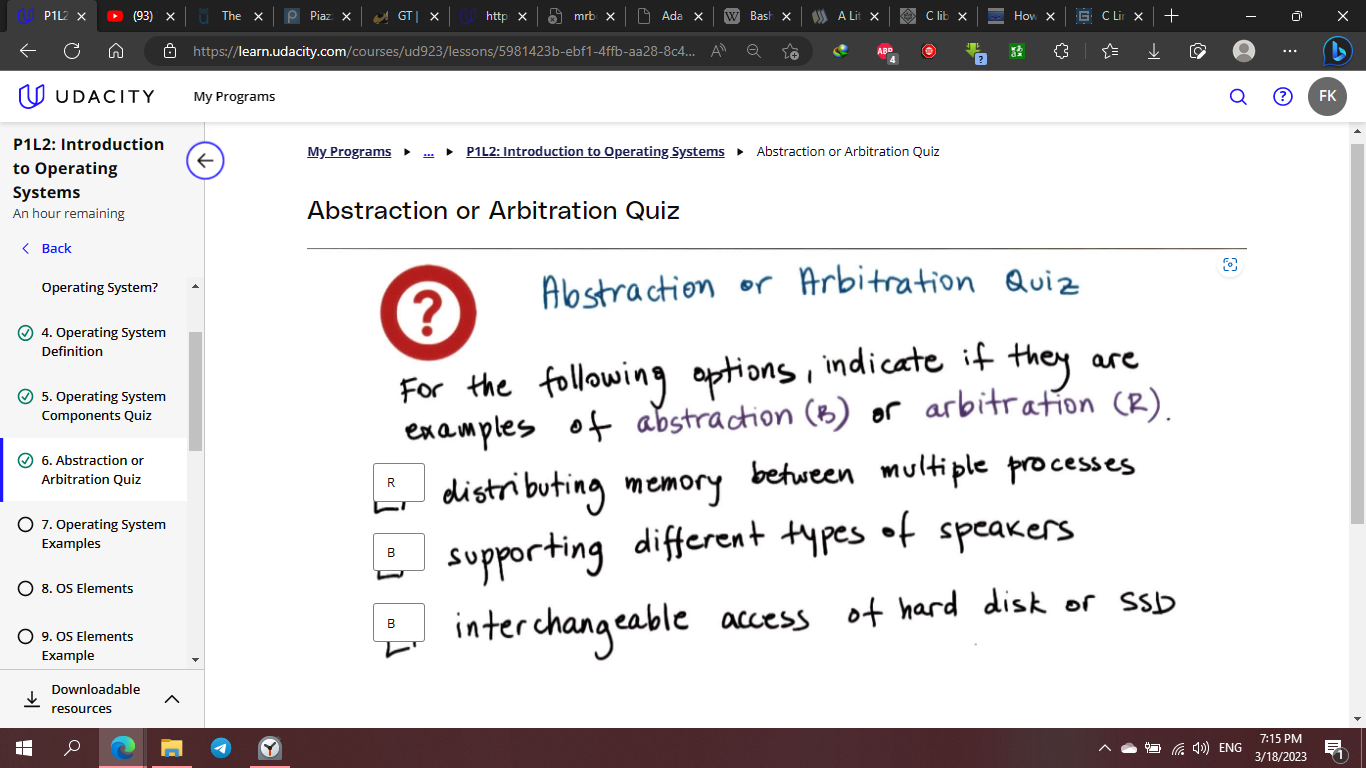 P1L2
(93)
The
Piaz
GT |
http
mrb
Ada
Bash
A Lit
C lib
How
C Lir
https://learn.udacity.com/courses/ud923/lessons/5981423b-ebf1-4ffb-aa28-8c4...
ABP
4
?
UDACITY
My Programs
FK
P1L2: Introduction
to Operating
Systems
An hour remaining
Back
Operating System?
4. Operating System
Definition
5. Operating System
Components Quiz
6. Abstraction or
Arbitration Quiz
7. Operating System
Examples
8. OS Elements
9. OS Elements
Example
Downloadable
resources
My Programs ... P1L2: Introduction to Operating Systems Abstraction or Arbitration Quiz
Abstraction or Arbitration Quiz
? Abstraction or Arbitration Quiz
For the following options, indicate if they are
examples of abstraction (B) or arbitration (R).
R distributing memory between multiple processes
B supporting different types of speakers
B interchangeable access of hard disk or SSD
ENG
7:15 PM
3/18/2023
1